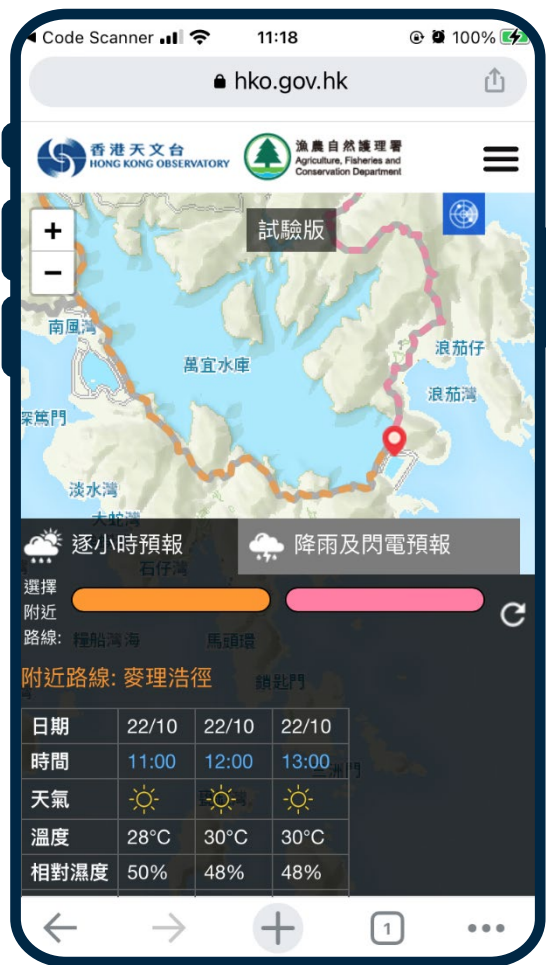 Code Scanner
11:18
100%
hko.gov.hk
香港天文台
HONG KONG OBSERVATORY
漁農自然護理署
Agriculture, Fisheries and
Conservation Department
+
試驗版
−
南風灣
浪茄仔
萬宜水庫
浪茄灣
深篤門
淡水灣
大蛇灣
逐小時預報
降雨及閃電預報
石仔灣
選擇
附近
路線:
糧船灣海
馬頭環
附近路線: 麥理浩徑
鎖匙門
日期 22/10 22/10 22/10
時間 11:00 12:00 13:00
天氣
溫度 28°C 30°C 30°C
相對濕度 50% 48% 48%
1